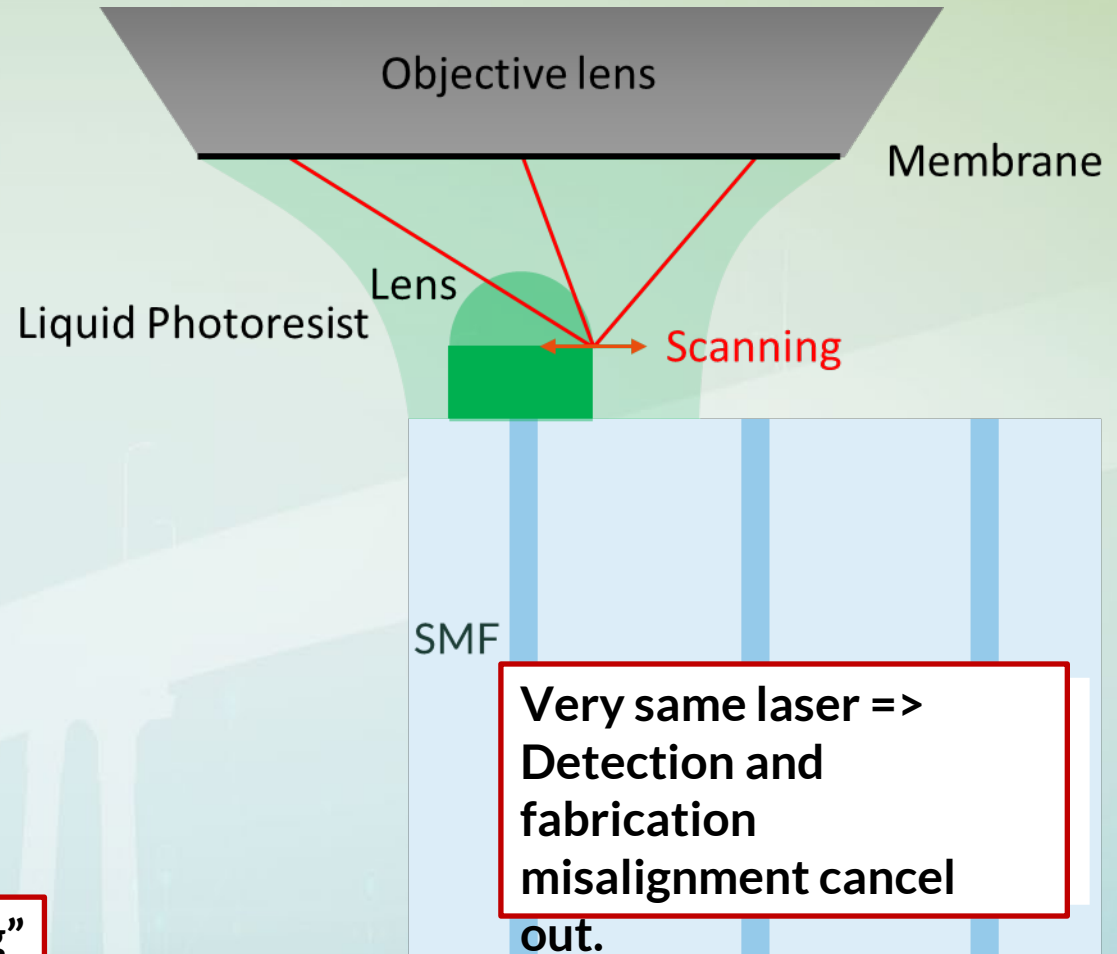 Objective lens
Membrane
Lens
Liquid Photoresist
Scanning
SMF
Very same laser =>
Detection and
fabrication
misalignment cancel
out.